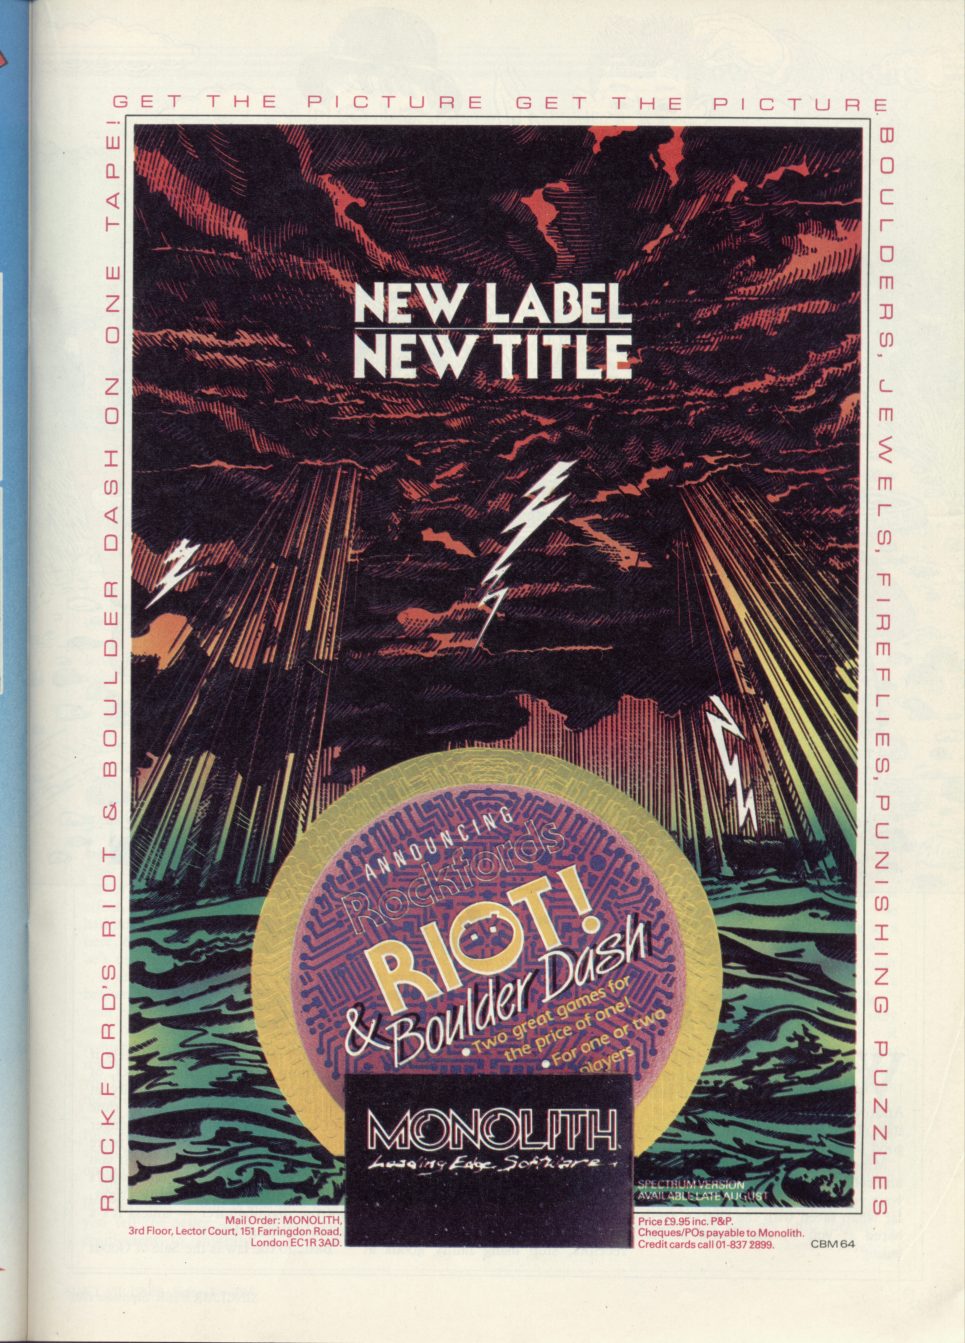 GET THE PICTURE GET THE PICTURE
BOULDERS, JEWELS, FIREFLIES, PUNISHING PUZZLES
ROCKFORD'S RIOT & BOULDER DASH ON ONE TAPE!
NEW LABEL
NEW TITLE
ANNOUNCING
Rockfords
RIOT!
& Boulder Dash
•Two great games for
the price of one!
•For one or two
players
MONOLITH
Leading Edge Software
SPECTRUM VERSION
AVAILABLE LATE AUGUST
Mail Order: MONOLITH,
3rd Floor, Lector Court, 151 Farringdon Road,
London EC1R 3AD.
Price £9.95 inc. P&P.
Cheques/POs payable to Monolith.
Credit cards call 01-837 2899.
CBM 64